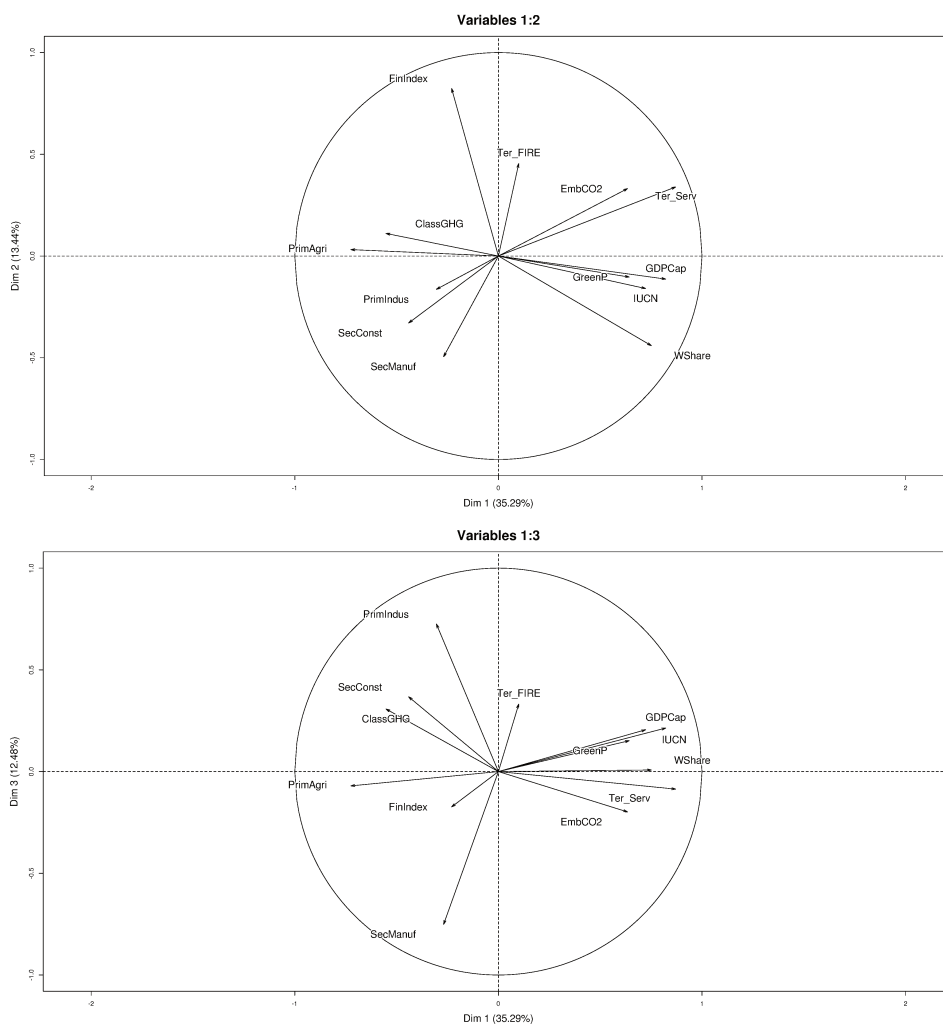 Variables 1:2
1.0
FinIndex
0.5
Ter_FIRE
EmbCO2
Ter_Serv
ClassGHG
PrimAgri
Dim 2 (13.44%)
0.0
GDPCap
GreenP
PrimIndus
IUCN
SecConst
WShare
SecManuf
-0.5
-1.0
-2
-1
0
1
2
Dim 1 (35.29%)
Variables 1:3
1.0
PrimIndus
0.5
SecConst
Ter_FIRE
ClassGHG
GDPCap
IUCN
GreenP
WShare
Dim 3 (12.48%)
0.0
PrimAgri
Ter_Serv
FinIndex
EmbCO2
-0.5
SecManuf
-1.0
-2
-1
0
1
2
Dim 1 (35.29%)